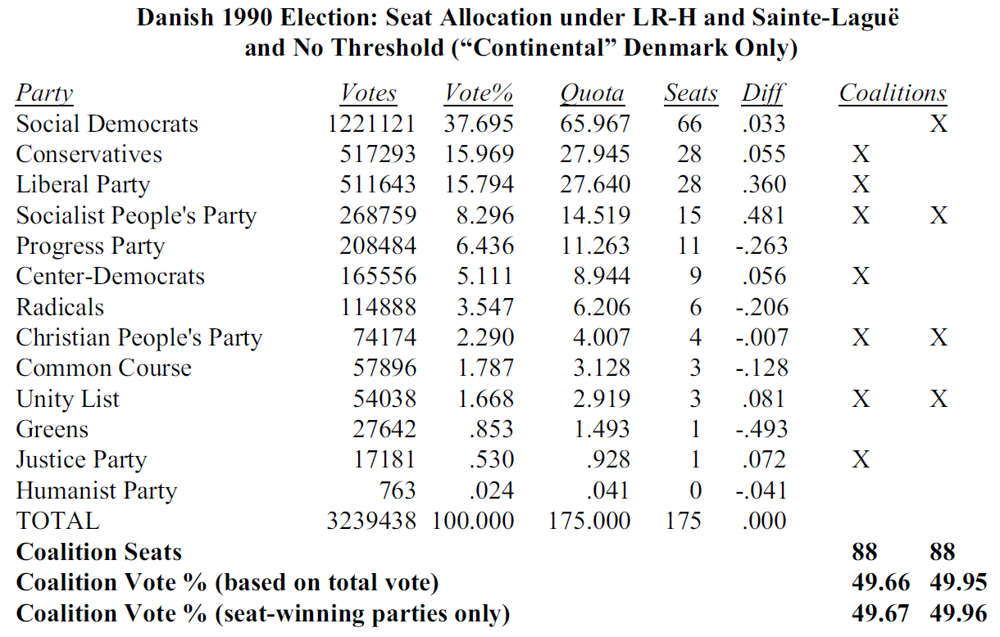 Danish 1990 Election: Seat Allocation under LR-H and Sainte-Laguë
and No Threshold (“Continental” Denmark Only)
Party Votes Vote% Quota Seats Diff Coalitions
Social Democrats 1221121 37.695 65.967 66 .033 X
Conservatives 517293 15.969 27.945 28 .055 X
Liberal Party 511643 15.794 27.640 28 .360 X
Socialist People's Party 268759 8.296 14.519 15 .481 X X
Progress Party 208484 6.436 11.263 11 -.263
Center-Democrats 165556 5.111 8.944 9 .056 X
Radicals 114888 3.547 6.206 6 -.206
Christian People's Party 74174 2.290 4.007 4 -.007 X X
Common Course 57896 1.787 3.128 3 -.128
Unity List 54038 1.668 2.919 3 .081 X X
Greens 27642 .853 1.493 1 -.493
Justice Party 17181 .530 .928 1 .072 X
Humanist Party 763 .024 .041 0 -.041
TOTAL 3239438 100.000 175.000 175 .000
Coalition Seats 88 88
Coalition Vote % (based on total vote) 49.66 49.95
Coalition Vote % (seat-winning parties only) 49.67 49.96